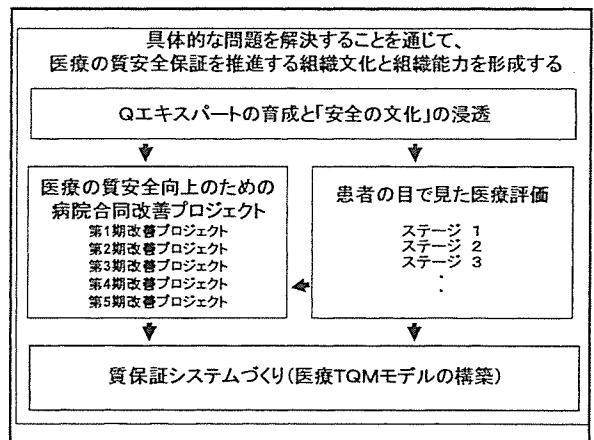 具体的な問題を解決することを通じて、
医療の質安全保証を推進する組織文化と組織能力を形成する
Qエキスパートの育成と｢安全の文化｣の浸透
医療の質安全向上のための
病院合同改善プロジェクト
第1期改善プロジェクト
第2期改善プロジェクト
第3期改善プロジェクト
第4期改善プロジェクト
第5期改善プロジェクト
患者の目で見た医療評価
ステージ 1
ステージ 2
ステージ 3
・
・
質保証システムづくり(医療TQMモデルの構築)